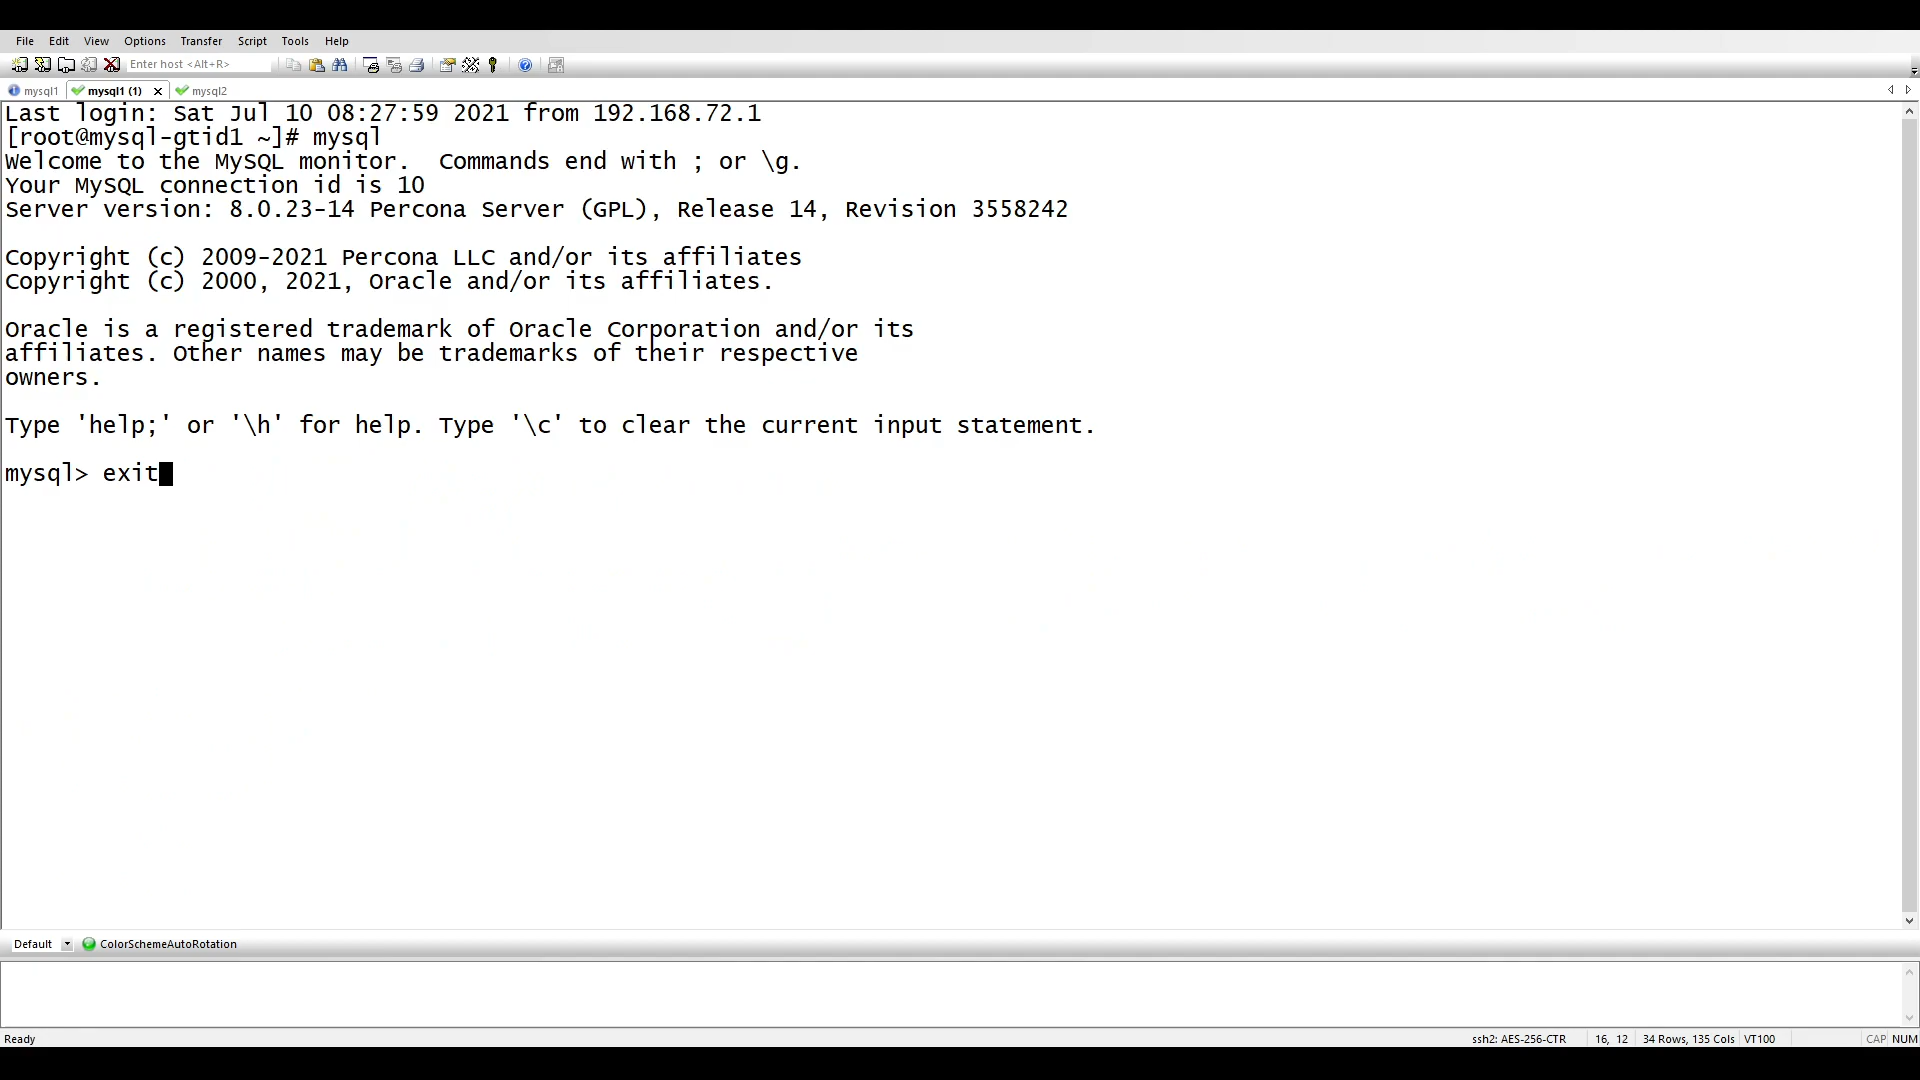 File Edit View Options Transfer Script Tools Help
Enter host <Alt+R>
mysql1 mysql1 (1) mysql2
Last login: Sat Jul 10 08:27:59 2021 from 192.168.72.1
[root@mysql-gtid1 ~]# mysql
Welcome to the MySQL monitor.  Commands end with ; or \g.
Your MySQL connection id is 10
Server version: 8.0.23-14 Percona Server (GPL), Release 14, Revision 3558242
Copyright (c) 2009-2021 Percona LLC and/or its affiliates
Copyright (c) 2000, 2021, Oracle and/or its affiliates.
Oracle is a registered trademark of Oracle Corporation and/or its
affiliates. Other names may be trademarks of their respective
owners.
Type 'help;' or '\h' for help. Type '\c' to clear the current input statement.
mysql> exit
Default ColorSchemeAutoRotation
Ready ssh2: AES-256-CTR 16, 12 34 Rows, 135 Cols VT100 CAP NUM